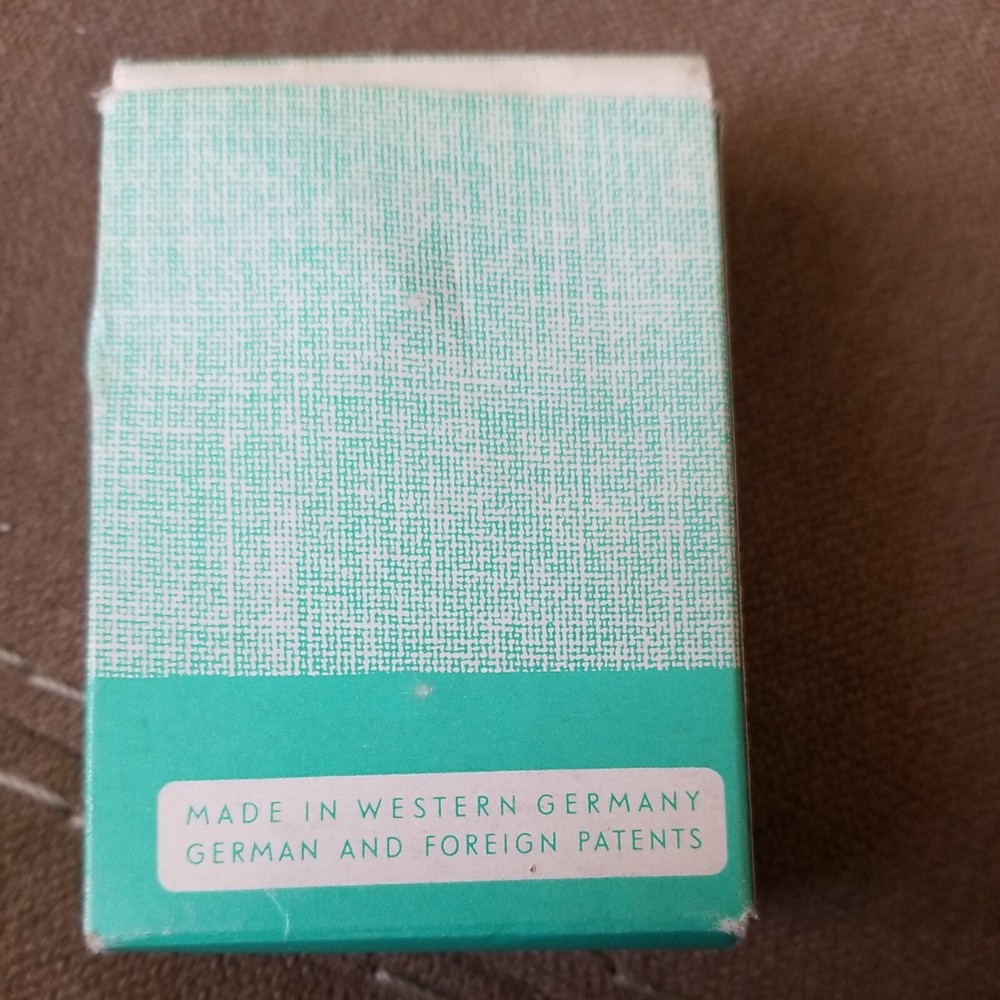 MADE IN WESTERN GERMANY
GERMAN AND FOREIGN PATENTS